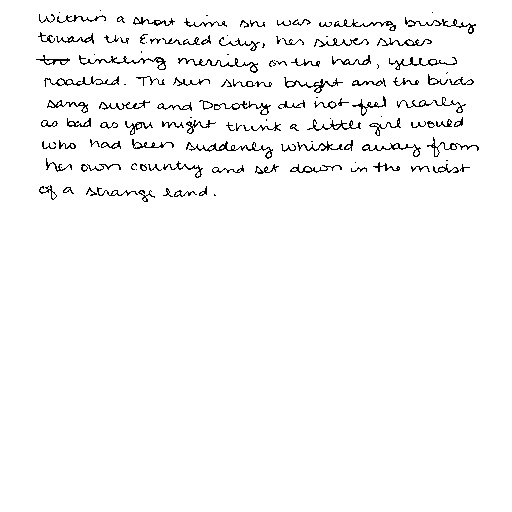 Within a short time she was walking briskly
toward the Emerald City, her silver shoes
tinkling merrily on the hard, yellow
roadbed. The sun shone bright and the birds
sang sweet and Dorothy did not feel nearly
as bad as you might think a little girl would
who had been suddenly whisked away from
her own country and set down in the midst
of a strange land.